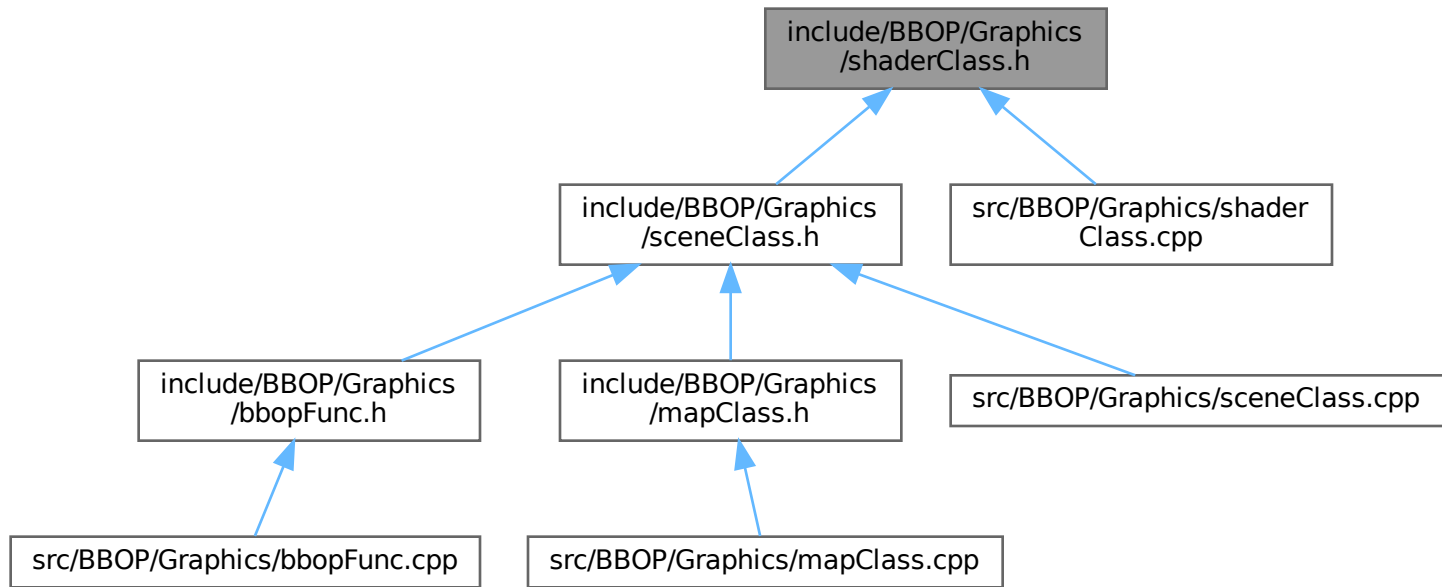 include/BBOP/Graphics
/shaderClass.h
include/BBOP/Graphics
/sceneClass.h
src/BBOP/Graphics/shader
Class.cpp
include/BBOP/Graphics
/bbopFunc.h
include/BBOP/Graphics
/mapClass.h
src/BBOP/Graphics/sceneClass.cpp
src/BBOP/Graphics/bbopFunc.cpp
src/BBOP/Graphics/mapClass.cpp